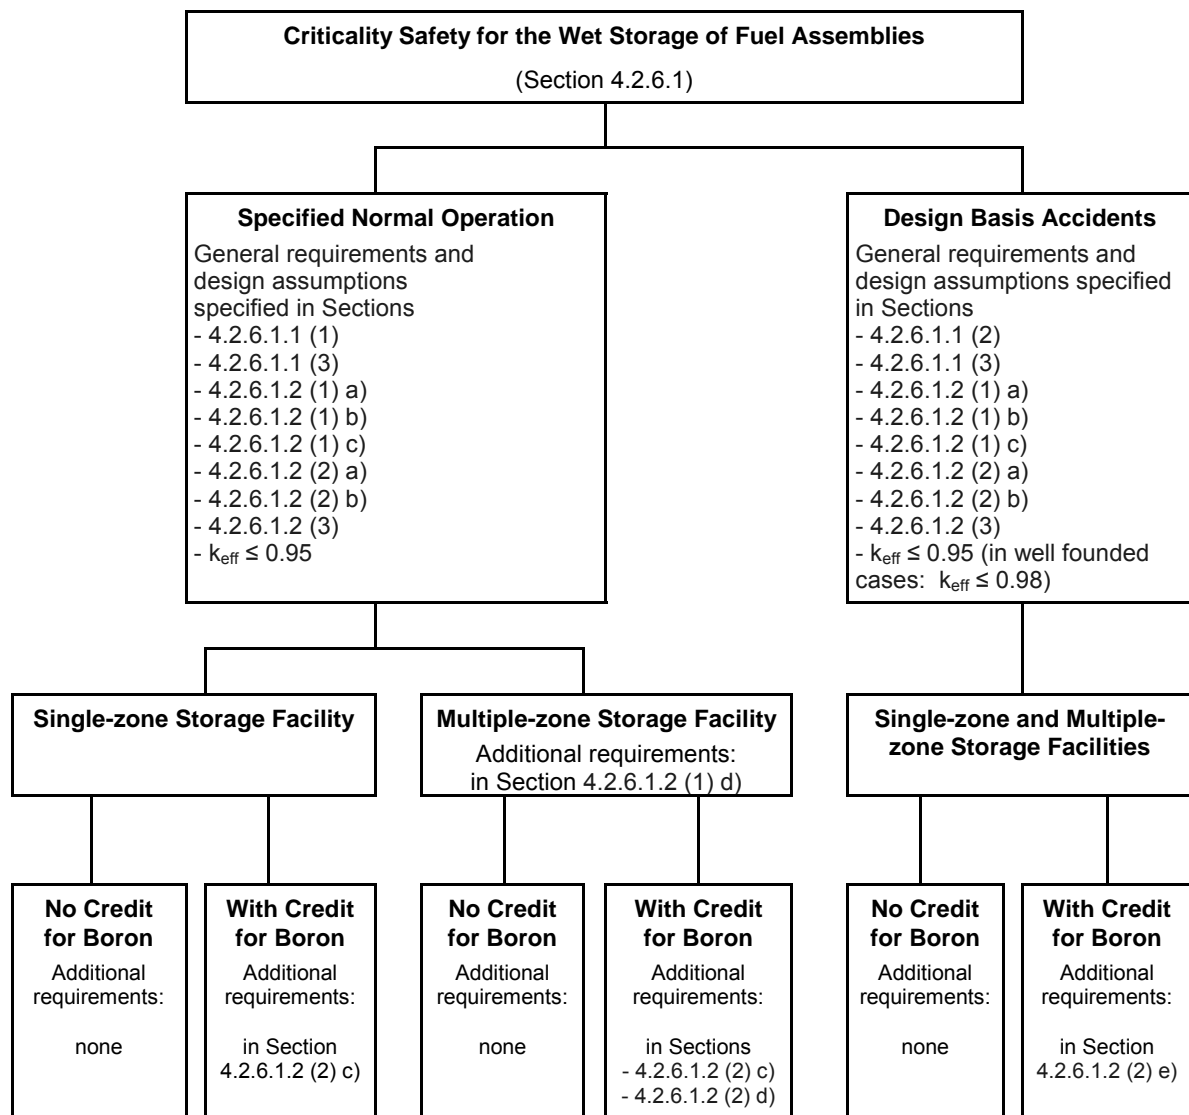 Criticality Safety for the Wet Storage of Fuel Assemblies
(Section 4.2.6.1)
Specified Normal Operation
General requirements and
design assumptions
specified in Sections
- 4.2.6.1.1 (1)
- 4.2.6.1.1 (3)
- 4.2.6.1.2 (1) a)
- 4.2.6.1.2 (1) b)
- 4.2.6.1.2 (1) c)
- 4.2.6.1.2 (2) a)
- 4.2.6.1.2 (2) b)
- 4.2.6.1.2 (3)
- keff ≤ 0.95
Design Basis Accidents
General requirements and
design assumptions specified
in Sections
- 4.2.6.1.1 (2)
- 4.2.6.1.1 (3)
- 4.2.6.1.2 (1) a)
- 4.2.6.1.2 (1) b)
- 4.2.6.1.2 (1) c)
- 4.2.6.1.2 (2) a)
- 4.2.6.1.2 (2) b)
- 4.2.6.1.2 (3)
- keff ≤ 0.95 (in well founded
cases: keff ≤ 0.98)
Single-zone Storage Facility
Multiple-zone Storage Facility
Additional requirements:
in Section 4.2.6.1.2 (1) d)
Single-zone and Multiple-
zone Storage Facilities
No Credit
for Boron
Additional
requirements:
none
With Credit
for Boron
Additional
requirements:
in Section
4.2.6.1.2 (2) c)
No Credit
for Boron
Additional
requirements:
none
With Credit
for Boron
Additional
requirements:
in Sections
- 4.2.6.1.2 (2) c)
- 4.2.6.1.2 (2) d)
No Credit
for Boron
Additional
requirements:
none
With Credit
for Boron
Additional
requirements:
in Section
4.2.6.1.2 (2) e)